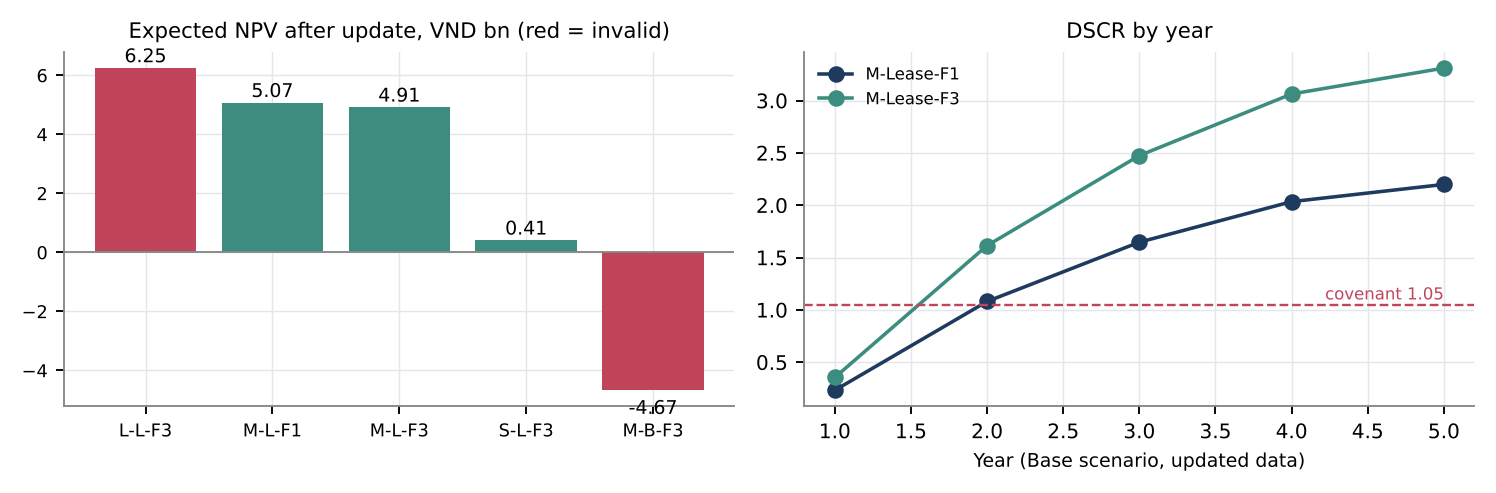 Expected NPV after update, VND bn (red = invalid)
6.25
5.07
4.91
0.41
-4.67
6
4
2
0
−2
−4
L-L-F3
M-L-F1
M-L-F3
S-L-F3
M-B-F3
DSCR by year
M-Lease-F1
M-Lease-F3
covenant 1.05
3.0
2.5
2.0
1.5
1.0
0.5
1.0
1.5
2.0
2.5
3.0
3.5
4.0
4.5
5.0
Year (Base scenario, updated data)